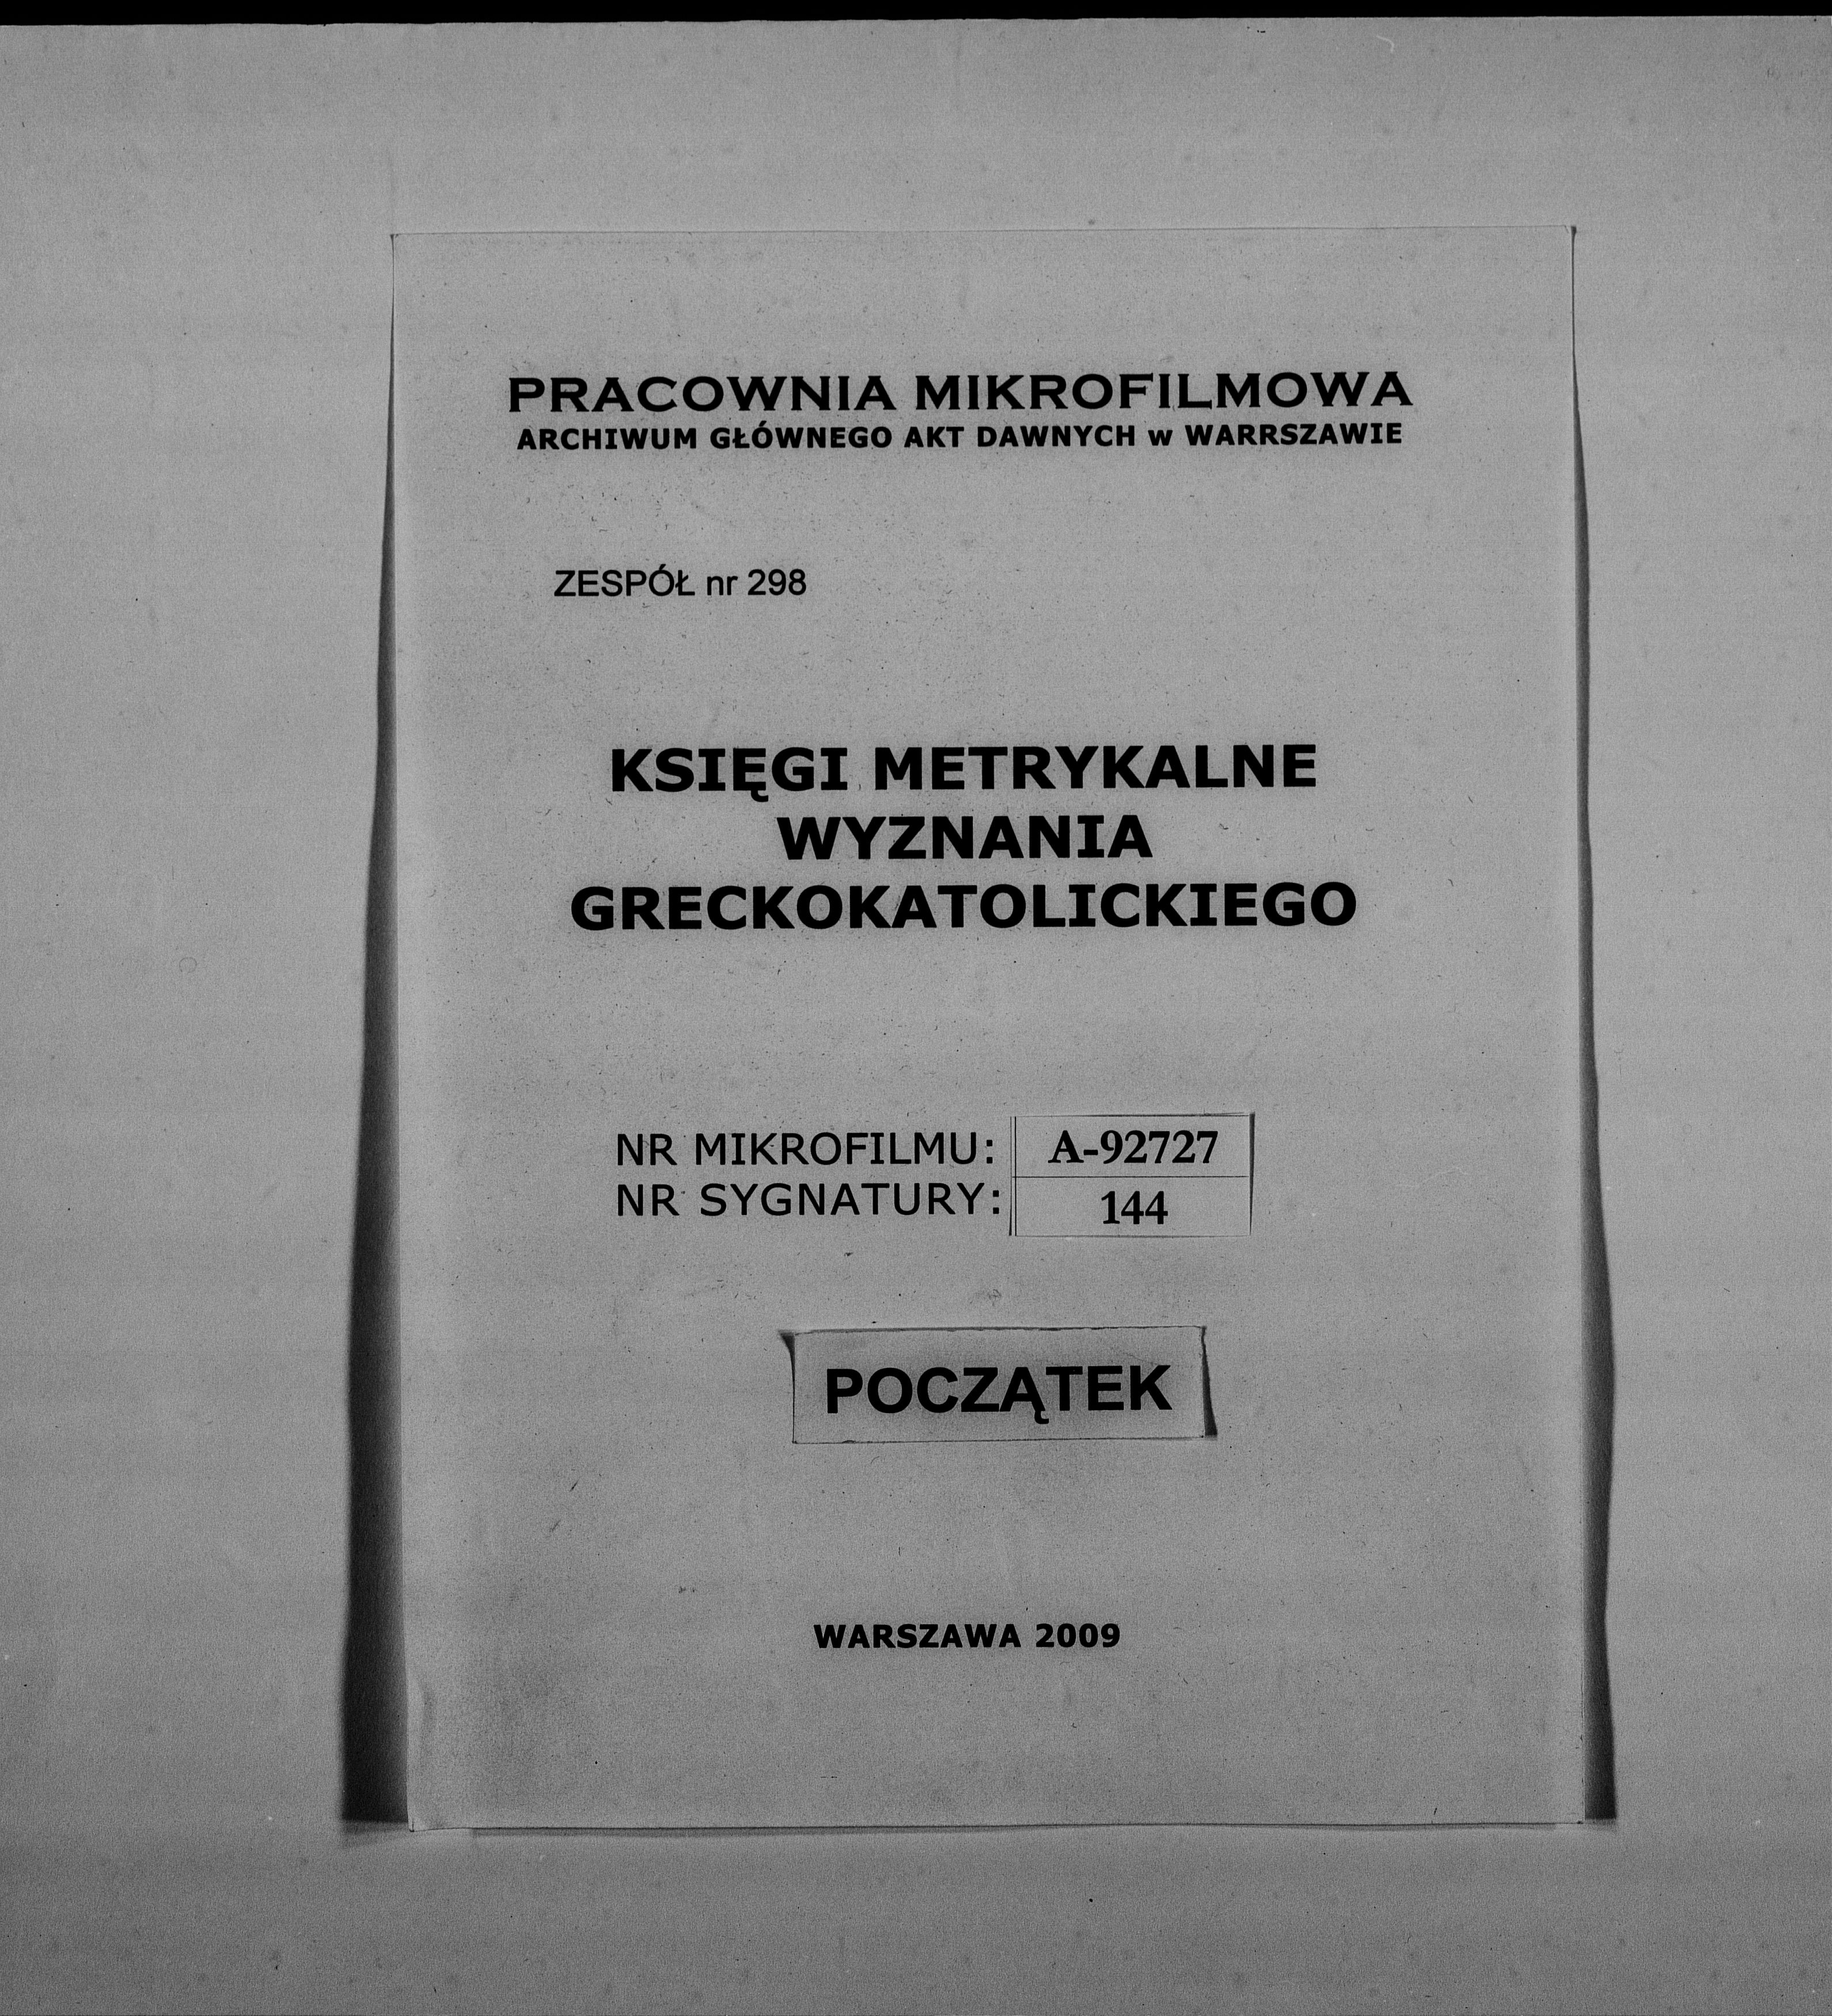 PRACOWNIA MIKROFILMOWA
ARCHIWUM GŁÓWNEGO AKT DAWNYCH w WARRSZAWIE
ZESPÓŁ nr 298
KSIĘGI METRYKALNE
WYZNANIA
GRECKOKATOLICKIEGO
NR MIKROFILMU: A-92727
NR SYGNATURY: 144
POCZĄTEK
WARSZAWA 2009